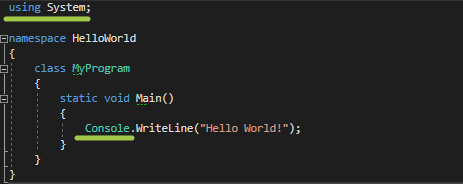 using System;
namespace HelloWorld
{
class MyProgram
{
static void Main()
{
Console.WriteLine("Hello World!");
}
}
}